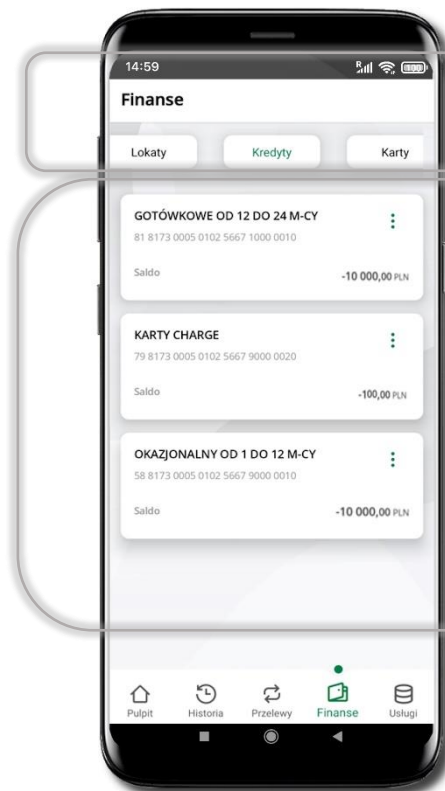 14:59
Finanse
Lokaty Kredyty Karty
GOTÓWKOWE OD 12 DO 24 M-CY
81 8173 0005 0102 5667 1000 0010
Saldo -10 000,00 PLN
KARTY CHARGE
79 8173 0005 0102 5667 9000 0020
Saldo -100,00 PLN
OKAZJONALNY OD 1 DO 12 M-CY
58 8173 0005 0102 5667 9000 0010
Saldo -10 000,00 PLN
Pulpit Historia Przelewy Finanse Usługi